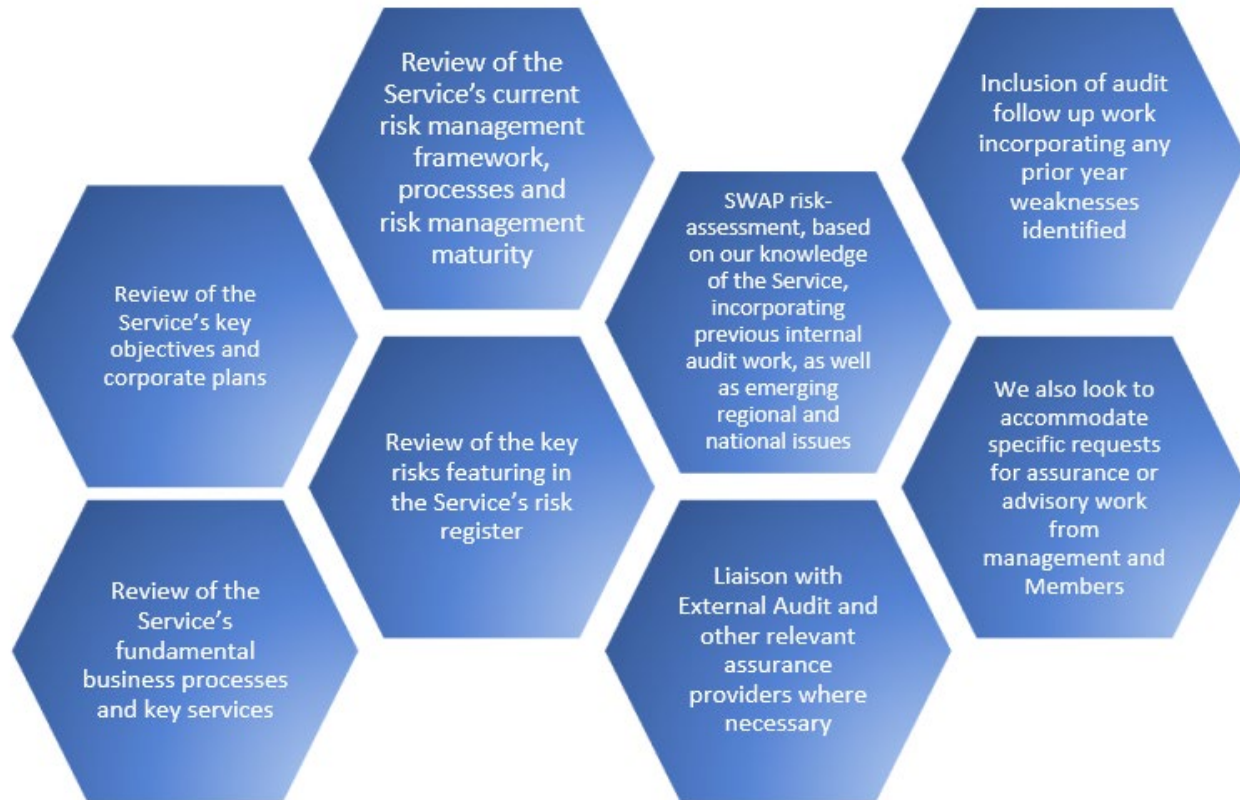 Review of the
Service’s current
risk management
framework,
processes and
risk management
maturity
Inclusion of audit
follow up work
incorporating any
prior year
weaknesses
identified
Review of the
Service’s key
objectives and
corporate plans
SWAP risk-
assessment, based
on our knowledge
of the Service,
incorporating
previous internal
audit work, as well
as emerging
regional and
national issues
Review of the key
risks featuring in
the Service’s risk
register
We also look to
accommodate
specific requests
for assurance or
advisory work
from
management and
Members
Review of the
Service’s
fundamental
business processes
and key services
Liaison with
External Audit and
other relevant
assurance
providers where
necessary